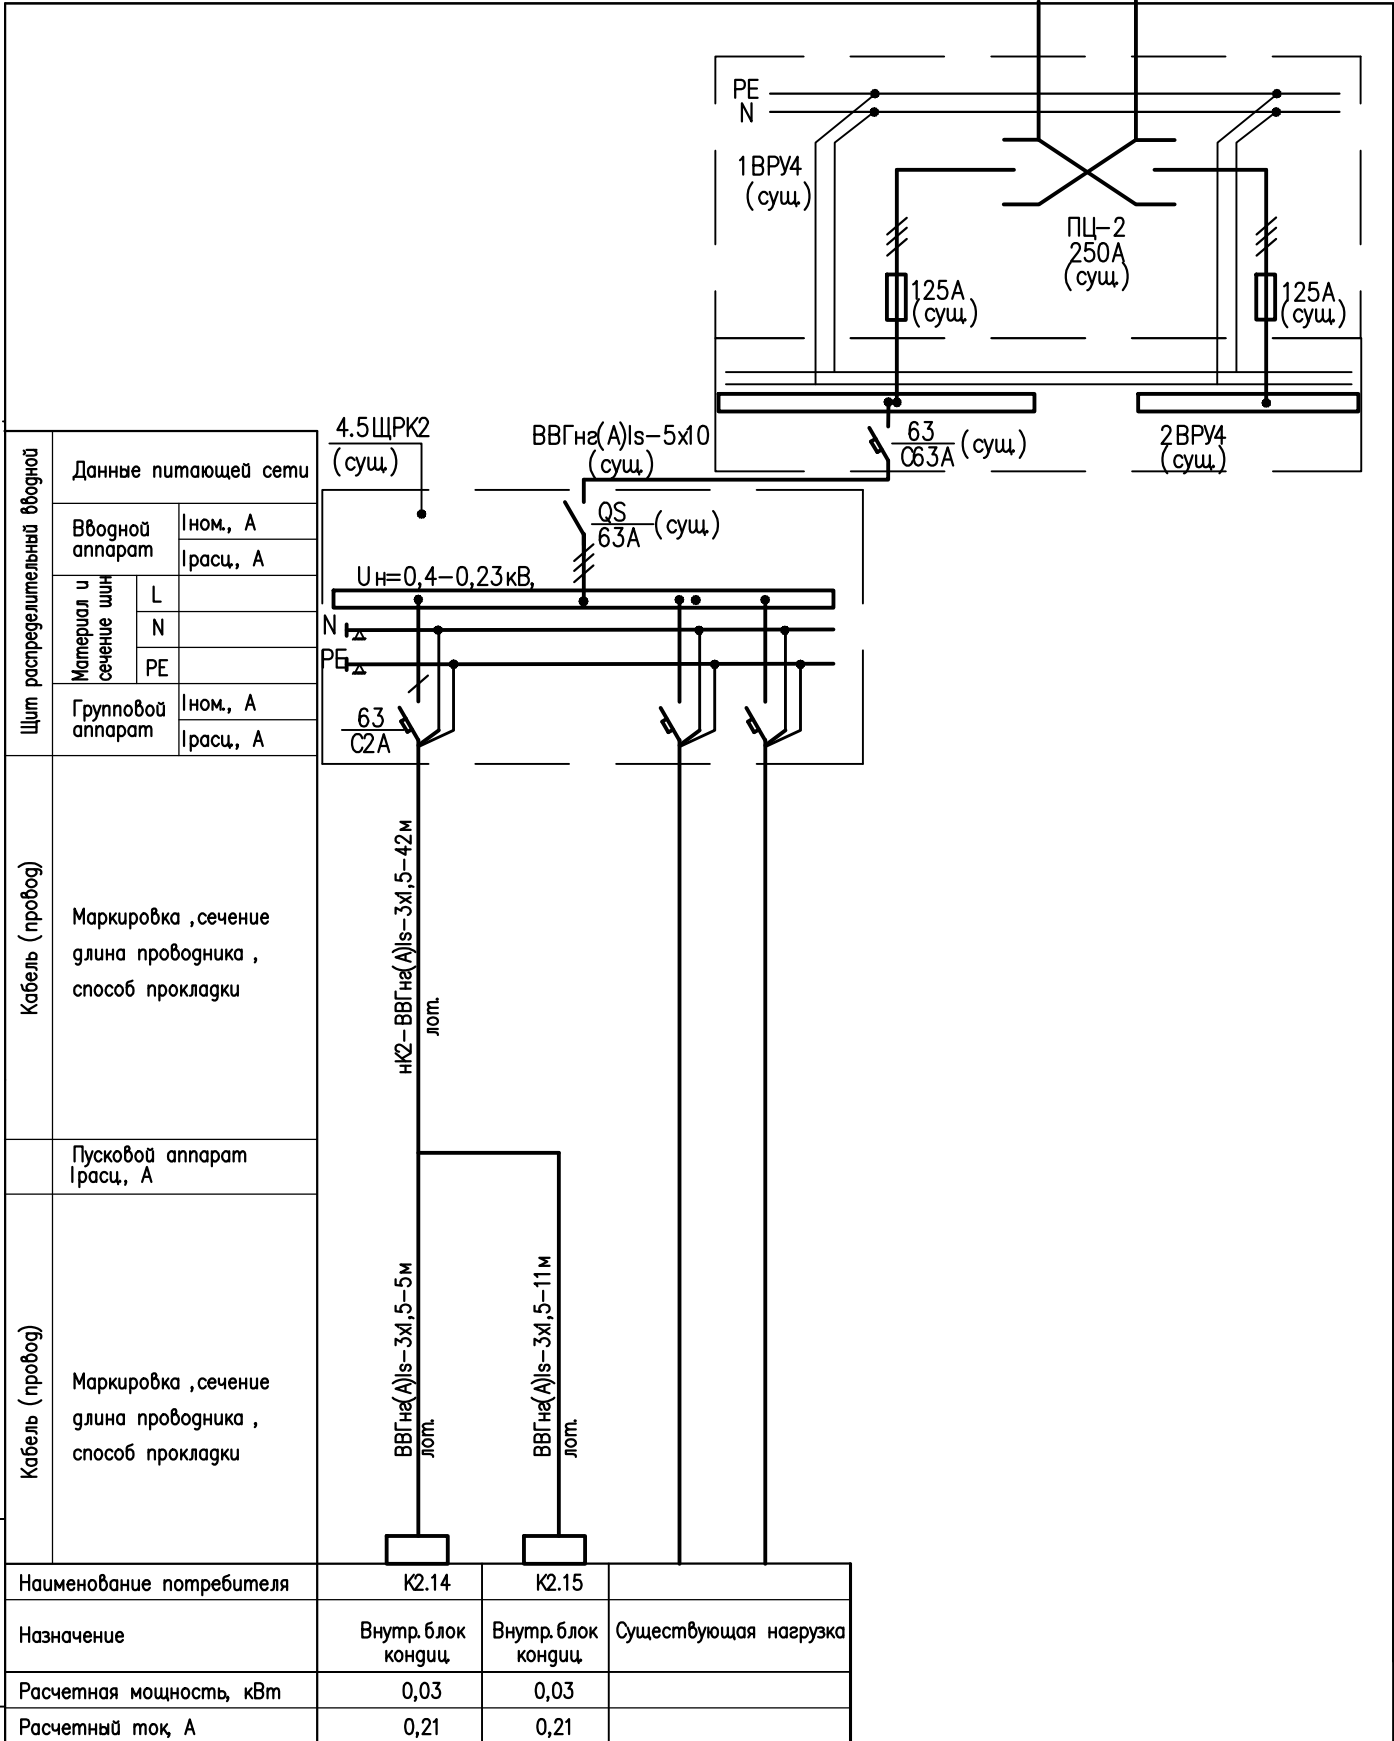 PE
N
1ВРУ4
(сущ.)
ПЦ-2
250А
(сущ.)
125А
(сущ.)
125А
(сущ.)
4.5ЩРК2
(сущ.)
ВВГнг(А)ls-5x10
(сущ.)
63
С63А
(сущ.)
2ВРУ4
(сущ.)
QS
63А
(сущ.)
Uн=0,4-0,23кВ,
N
PE
63
С2А
Щит распределительный вводной
Данные питающей сети
Вводной
аппарат
Iном., А
Iрасц., А
Материал и
сечение шин
L
N
PE
Групповой
аппарат
Iном., А
Iрасц., А
Кабель (провод)
Маркировка ,сечение
длина проводника ,
способ прокладки
нК2-ВВГнг(А)ls-3x1,5-42м
лот.
Пусковой аппарат
Iрасц., А
Кабель (провод)
Маркировка ,сечение
длина проводника ,
способ прокладки
ВВГнг(А)ls-3x1,5-5м
лот.
ВВГнг(А)ls-3x1,5-11м
лот.
Наименование потребителя
К2.14
К2.15
Назначение
Внутр.блок
кондиц.
Внутр.блок
кондиц.
Существующая нагрузка
Расчетная мощность, кВт
0,03
0,03
Расчетный ток, А
0,21
0,21